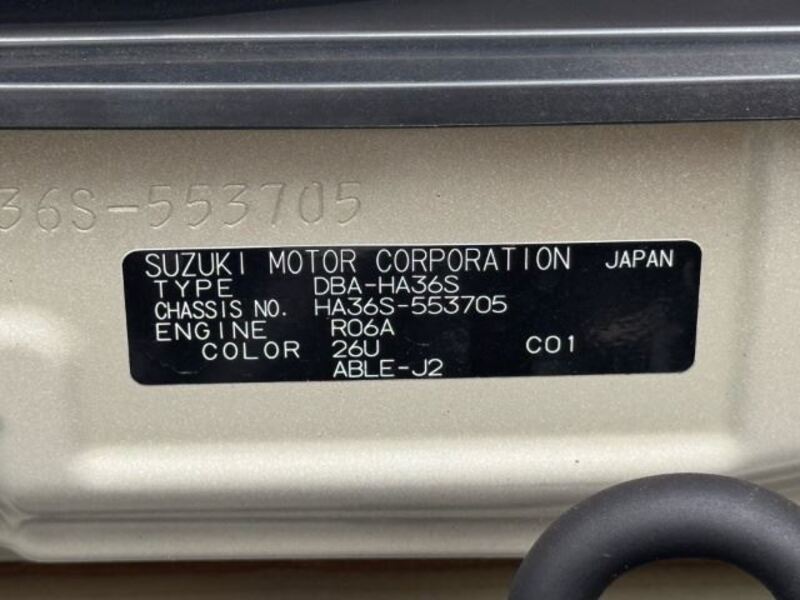 36S-553705
SUZUKI MOTOR CORPORATION JAPAN
TYPE DBA-HA36S
CHASSIS NO. HA36S-553705
ENGINE R06A
COLOR 26U C01
ABLE-J2